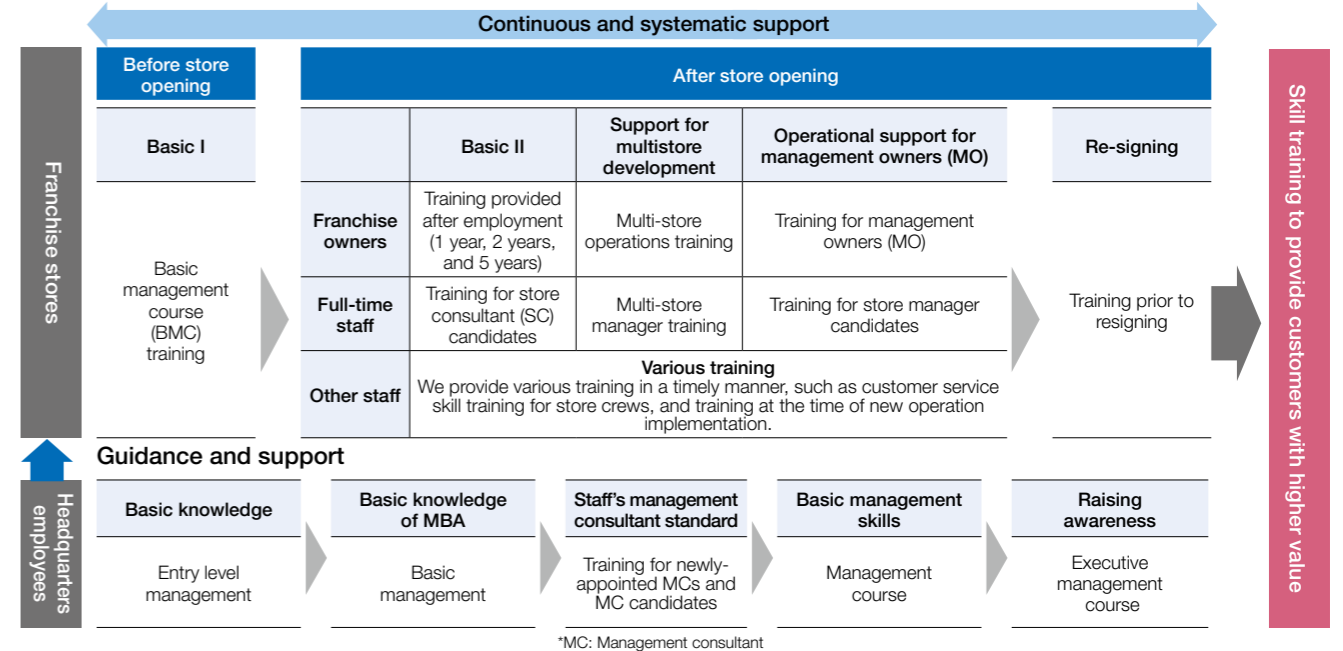 Continuous and systematic support
Franchise stores
Before store
opening
After store opening
Basic I
Basic II
Support for
multistore
development
Operational support for
management owners (MO)
Re-signing
Basic
management
course
(BMC)
training
Franchise
owners
Training provided
after employment
(1 year, 2 years,
and 5 years)
Multi-store
operations training
Training for management
owners (MO)
Full-time
staff
Training for store
consultant (SC)
candidates
Multi-store
manager training
Training for store manager
candidates
Other staff
Various training
We provide various training in a timely manner, such as customer service
skill training for store crews, and training at the time of new operation
implementation.
Training prior to
resigning
Skill training to provide customers with higher value
Guidance and support
Headquarters
employees
Basic knowledge
Entry level
management
Basic knowledge
of MBA
Basic
management
Staff’s management
consultant standard
Training for newly-
appointed MCs and
MC candidates
Basic management
skills
Management
course
Raising
awareness
Executive
management
course
*MC: Management consultant